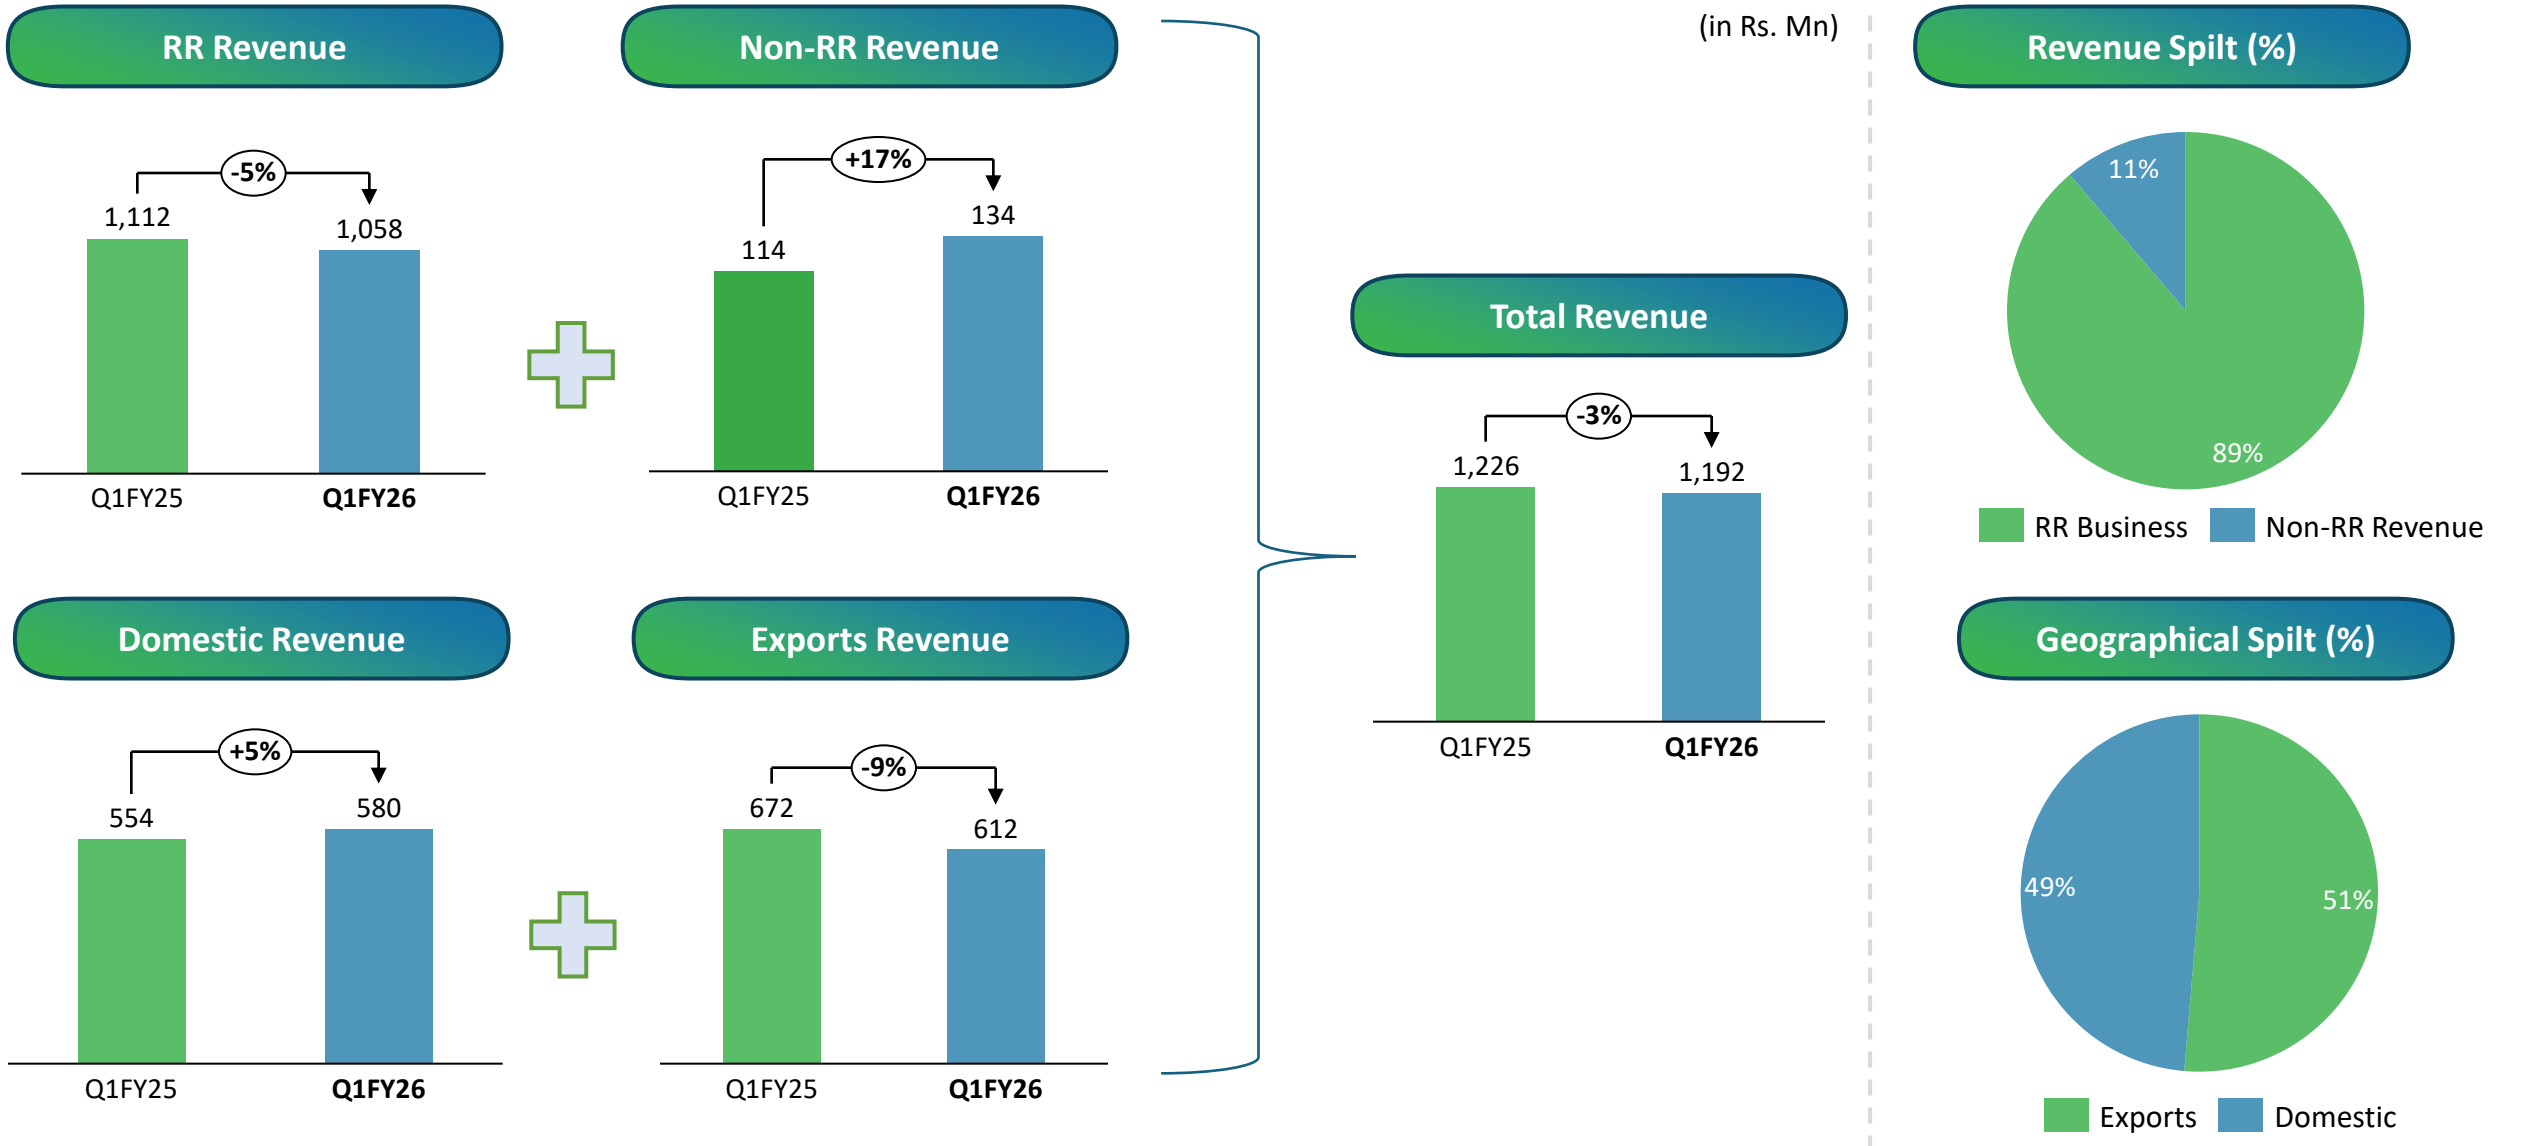 RR Revenue
-5%
1,112
1,058
Q1FY25
Q1FY26
Non-RR Revenue
+17%
114
134
Q1FY25
Q1FY26
Domestic Revenue
+5%
554
580
Q1FY25
Q1FY26
Exports Revenue
-9%
672
612
Q1FY25
Q1FY26
(in Rs. Mn)
Total Revenue
-3%
1,226
1,192
Q1FY25
Q1FY26
Revenue Spilt (%)
11%
89%
RR Business
Non-RR Revenue
Geographical Spilt (%)
49%
51%
Exports
Domestic